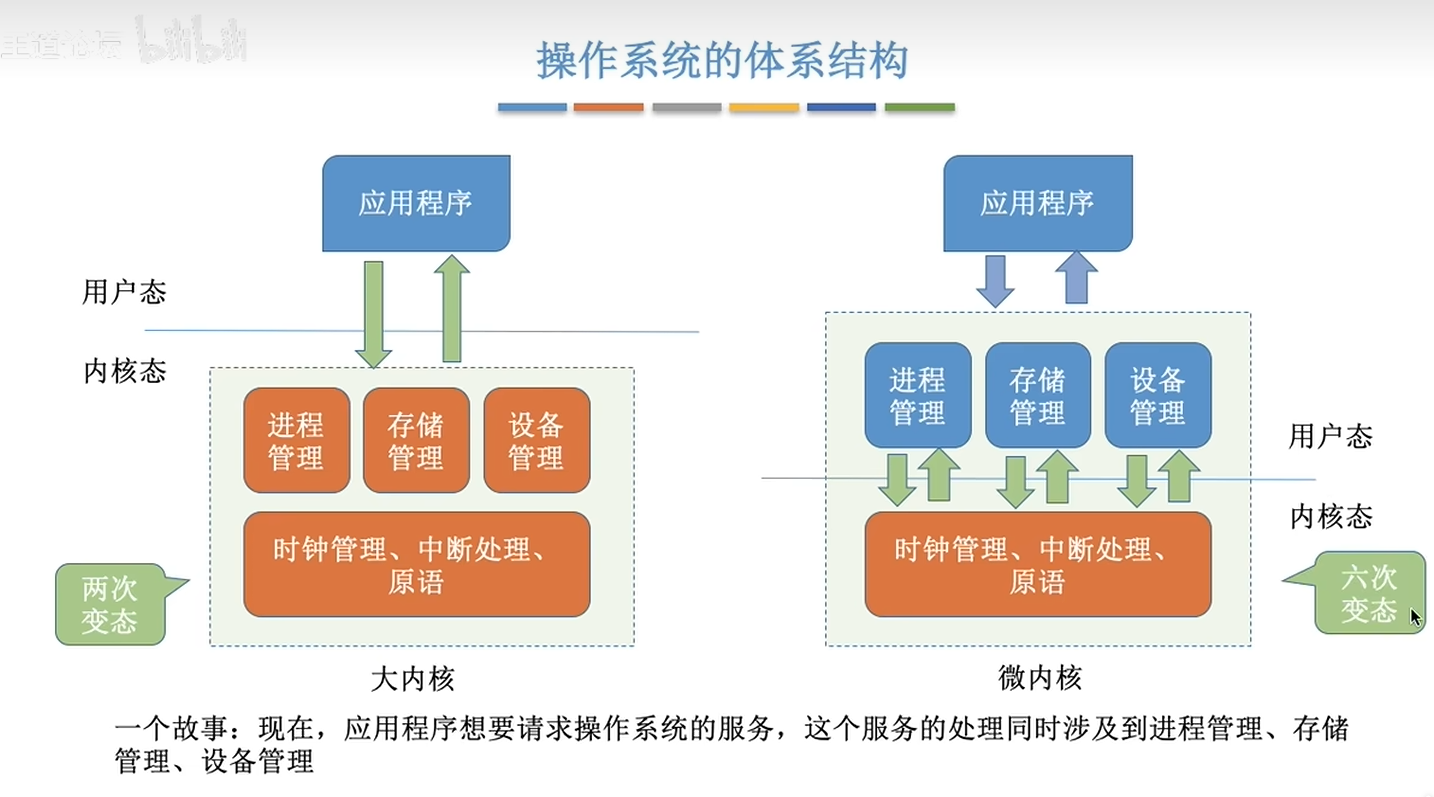 王道论坛 bilibili
操作系统的体系结构
应用程序
用户态
内核态
进程
管理
存储
管理
设备
管理
时钟管理、中断处理、
原语
两次
变态
大内核
应用程序
进程
管理
存储
管理
设备
管理
用户态
内核态
时钟管理、中断处理、
原语
六次
变态
微内核
一个故事：现在，应用程序想要请求操作系统的服务，这个服务的处理同时涉及到进程管理、存储
管理、设备管理